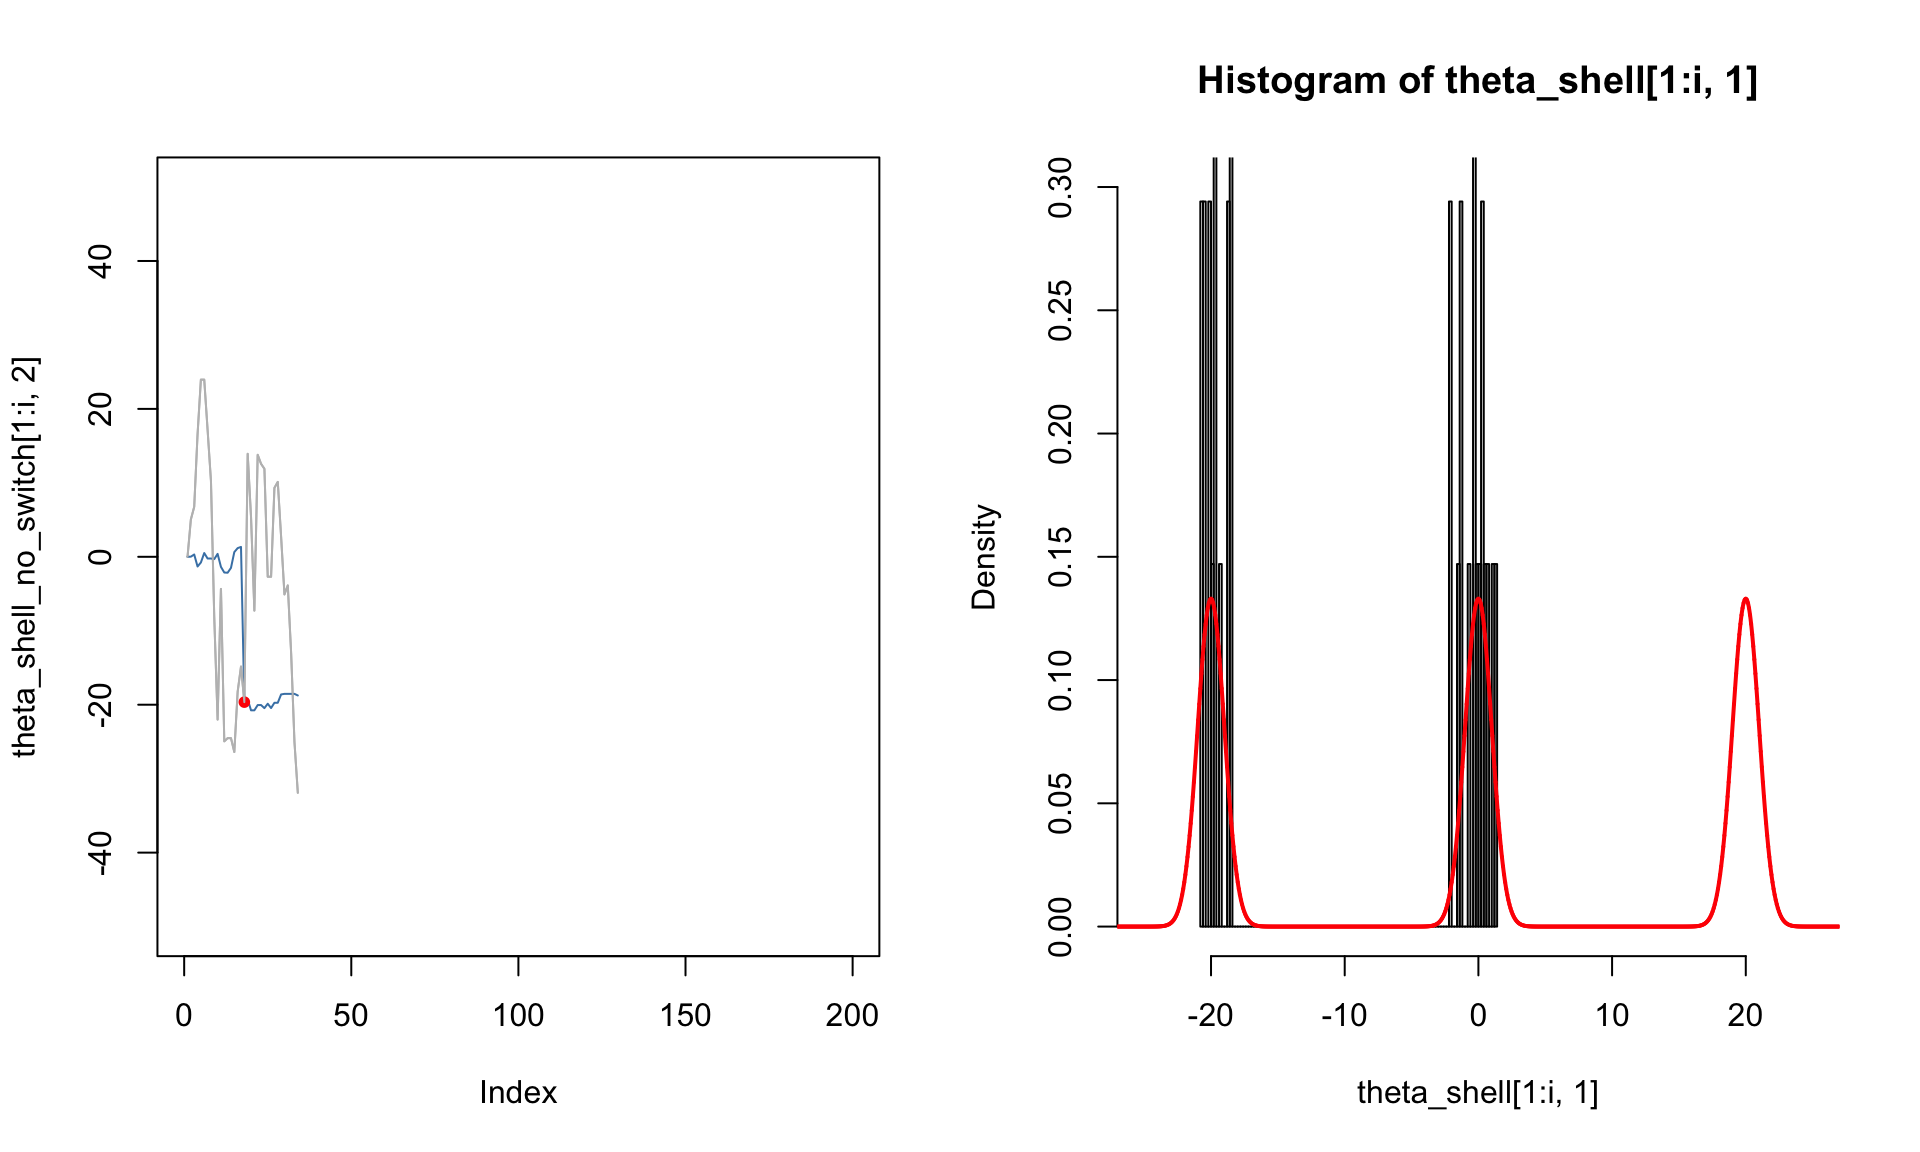 theta_shell_no_switch[1:i, 2]
40
20
0
-20
-40
0 50 100 150 200
Index
Histogram of theta_shell[1:i, 1]
Density
0.30
0.25
0.20
0.15
0.10
0.05
0.00
-20 -10 0 10 20
theta_shell[1:i, 1]